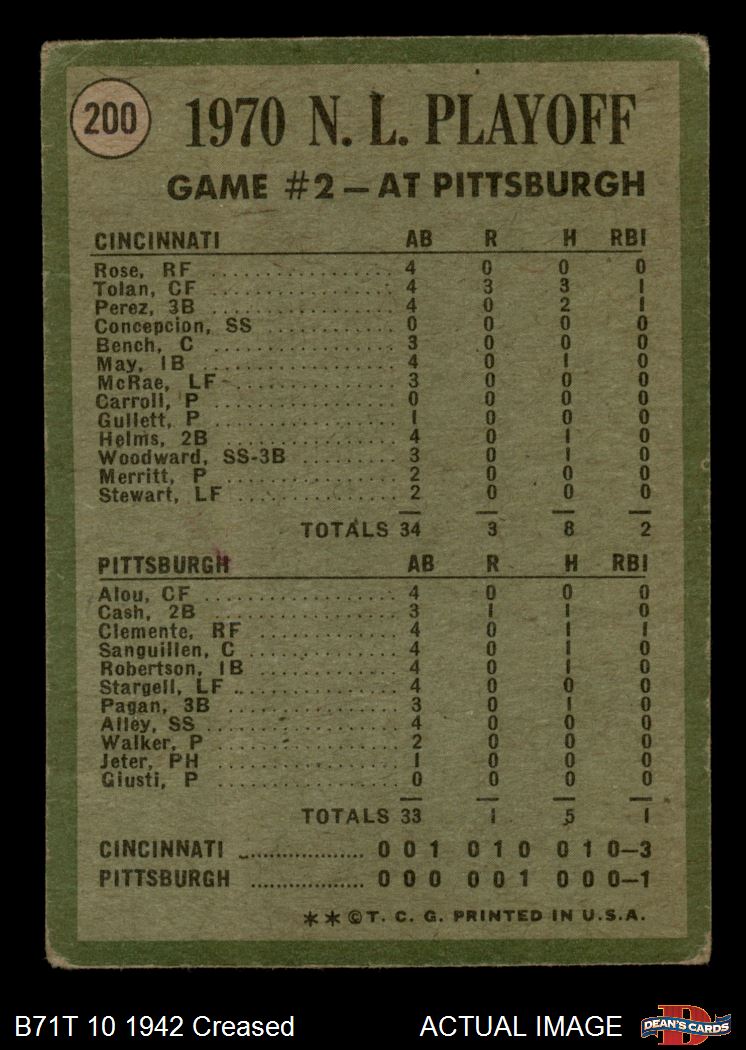 200
1970 N. L. PLAYOFF
GAME #2 — AT PITTSBURGH
CINCINNATI AB R H RBI
Rose, RF .................. 4 0 0 0
Tolan, CF .................. 4 3 3 1
Perez, 3B .................. 4 0 2 1
Concepcion, SS ............. 0 0 0 0
Bench, C .................. 3 0 0 0
May, 1B .................. 4 0 1 0
McRae, LF .................. 3 0 0 0
Carroll, P .................. 0 0 0 0
Gullett, P .................. 1 0 0 0
Helms, 2B .................. 4 0 1 0
Woodward, SS-3B ......... 3 0 1 0
Merritt, P .................. 2 0 0 0
Stewart, LF .................. 2 0 0 0
TOTALS 34 3 8 2
PITTSBURGH AB R H RBI
Alou, CF .................. 4 0 0 0
Cash, 2B .................. 3 1 1 0
Clemente, RF ............. 4 0 1 1
Sanguillen, C ............. 4 0 1 0
Robertson, 1B ............. 4 0 1 0
Stargell, LF .................. 4 0 0 0
Pagan, 3B .................. 3 0 1 0
Alley, SS .................. 4 0 0 0
Walker, P .................. 2 0 0 0
Jeter, PH .................. 1 0 0 0
Giusti, P .................. 0 0 0 0
TOTALS 33 1 5 1
CINCINNATI .................. 0 0 1 0 1 0 0 1 0—3
PITTSBURGH .................. 0 0 0 0 0 1 0 0 0—1
**©T. C. G. PRINTED IN U.S.A.
B71T 10 1942 Creased
ACTUAL IMAGE
D
DEAN'S CARDS